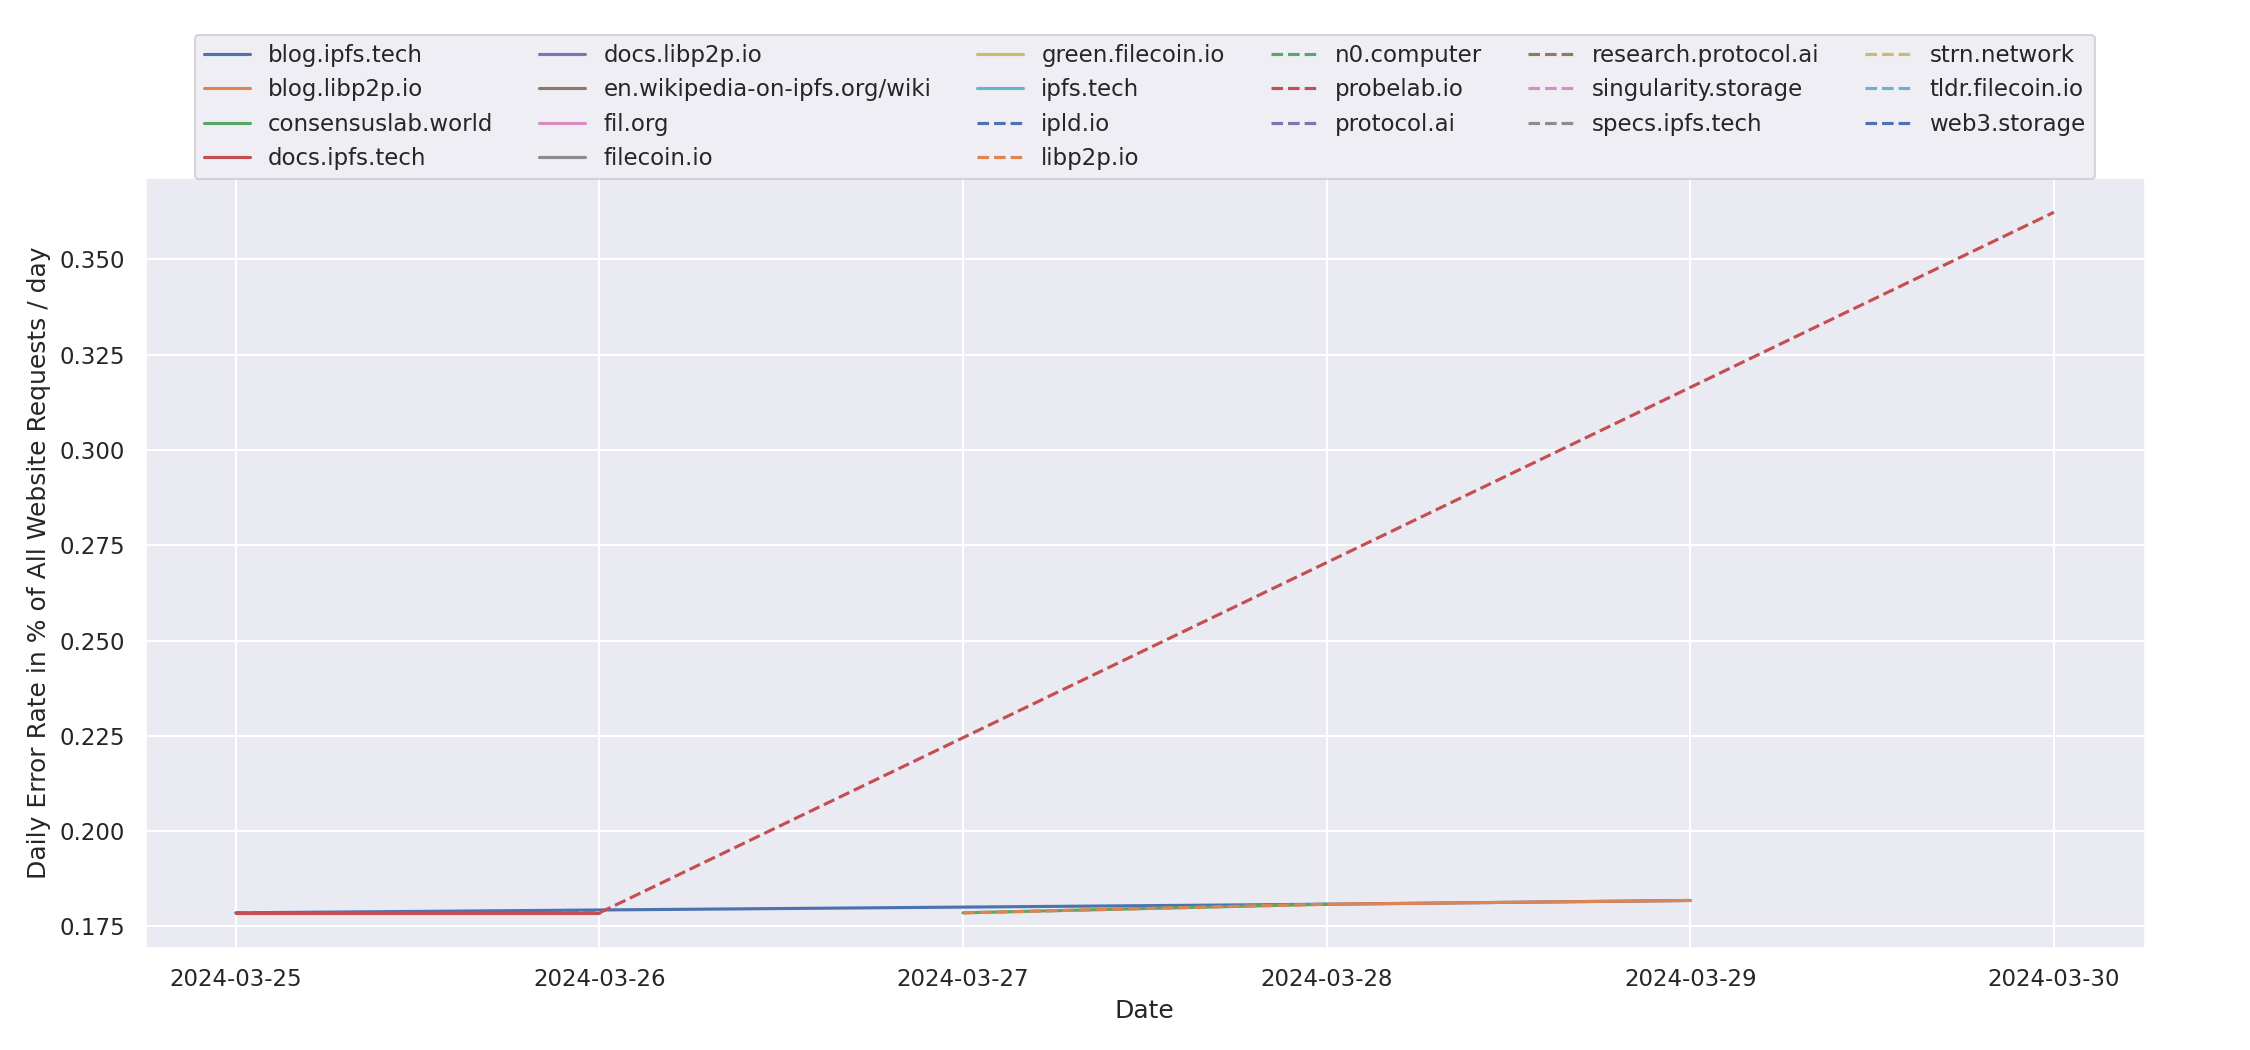 blog.ipfs.tech
blog.libp2p.io
consensuslab.world
docs.ipfs.tech
docs.libp2p.io
en.wikipedia-on-ipfs.org/wiki
fil.org
filecoin.io
green.filecoin.io
ipfs.tech
ipld.io
libp2p.io
n0.computer
probelab.io
protocol.ai
research.protocol.ai
singularity.storage
specs.ipfs.tech
strn.network
tldr.filecoin.io
web3.storage
Daily Error Rate in % of All Website Requests / day
0.350
0.325
0.300
0.275
0.250
0.225
0.200
0.175
2024-03-25
2024-03-26
2024-03-27
2024-03-28
2024-03-29
2024-03-30
Date